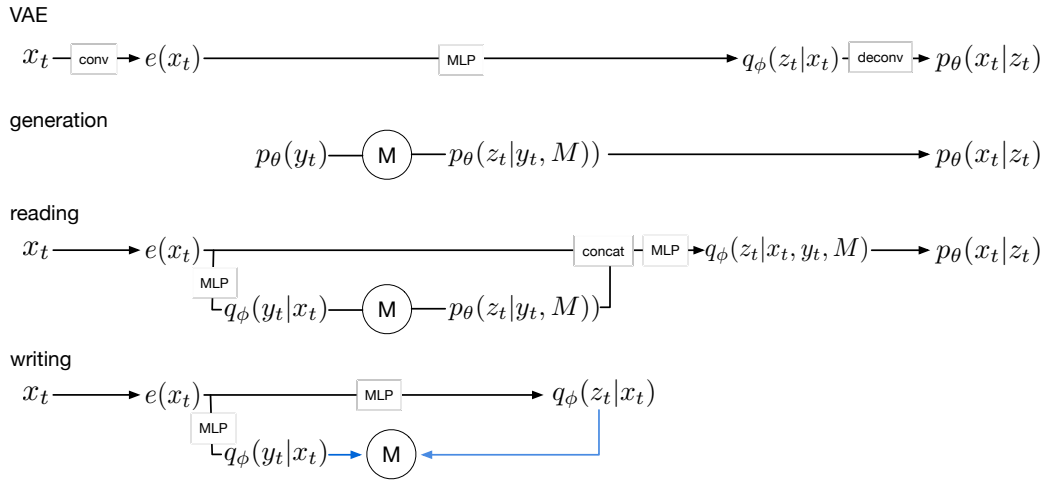 VAE
x_t conv e(x_t) MLP q_ϕ(z_t|x_t) deconv p_θ(x_t|z_t)
generation
p_θ(y_t) M p_θ(z_t|y_t, M)) p_θ(x_t|z_t)
reading
x_t e(x_t) concat MLP q_ϕ(z_t|x_t, y_t, M) p_θ(x_t|z_t)
MLP
q_ϕ(y_t|x_t) M p_θ(z_t|y_t, M))
writing
x_t e(x_t) MLP q_ϕ(z_t|x_t)
MLP
q_ϕ(y_t|x_t) M